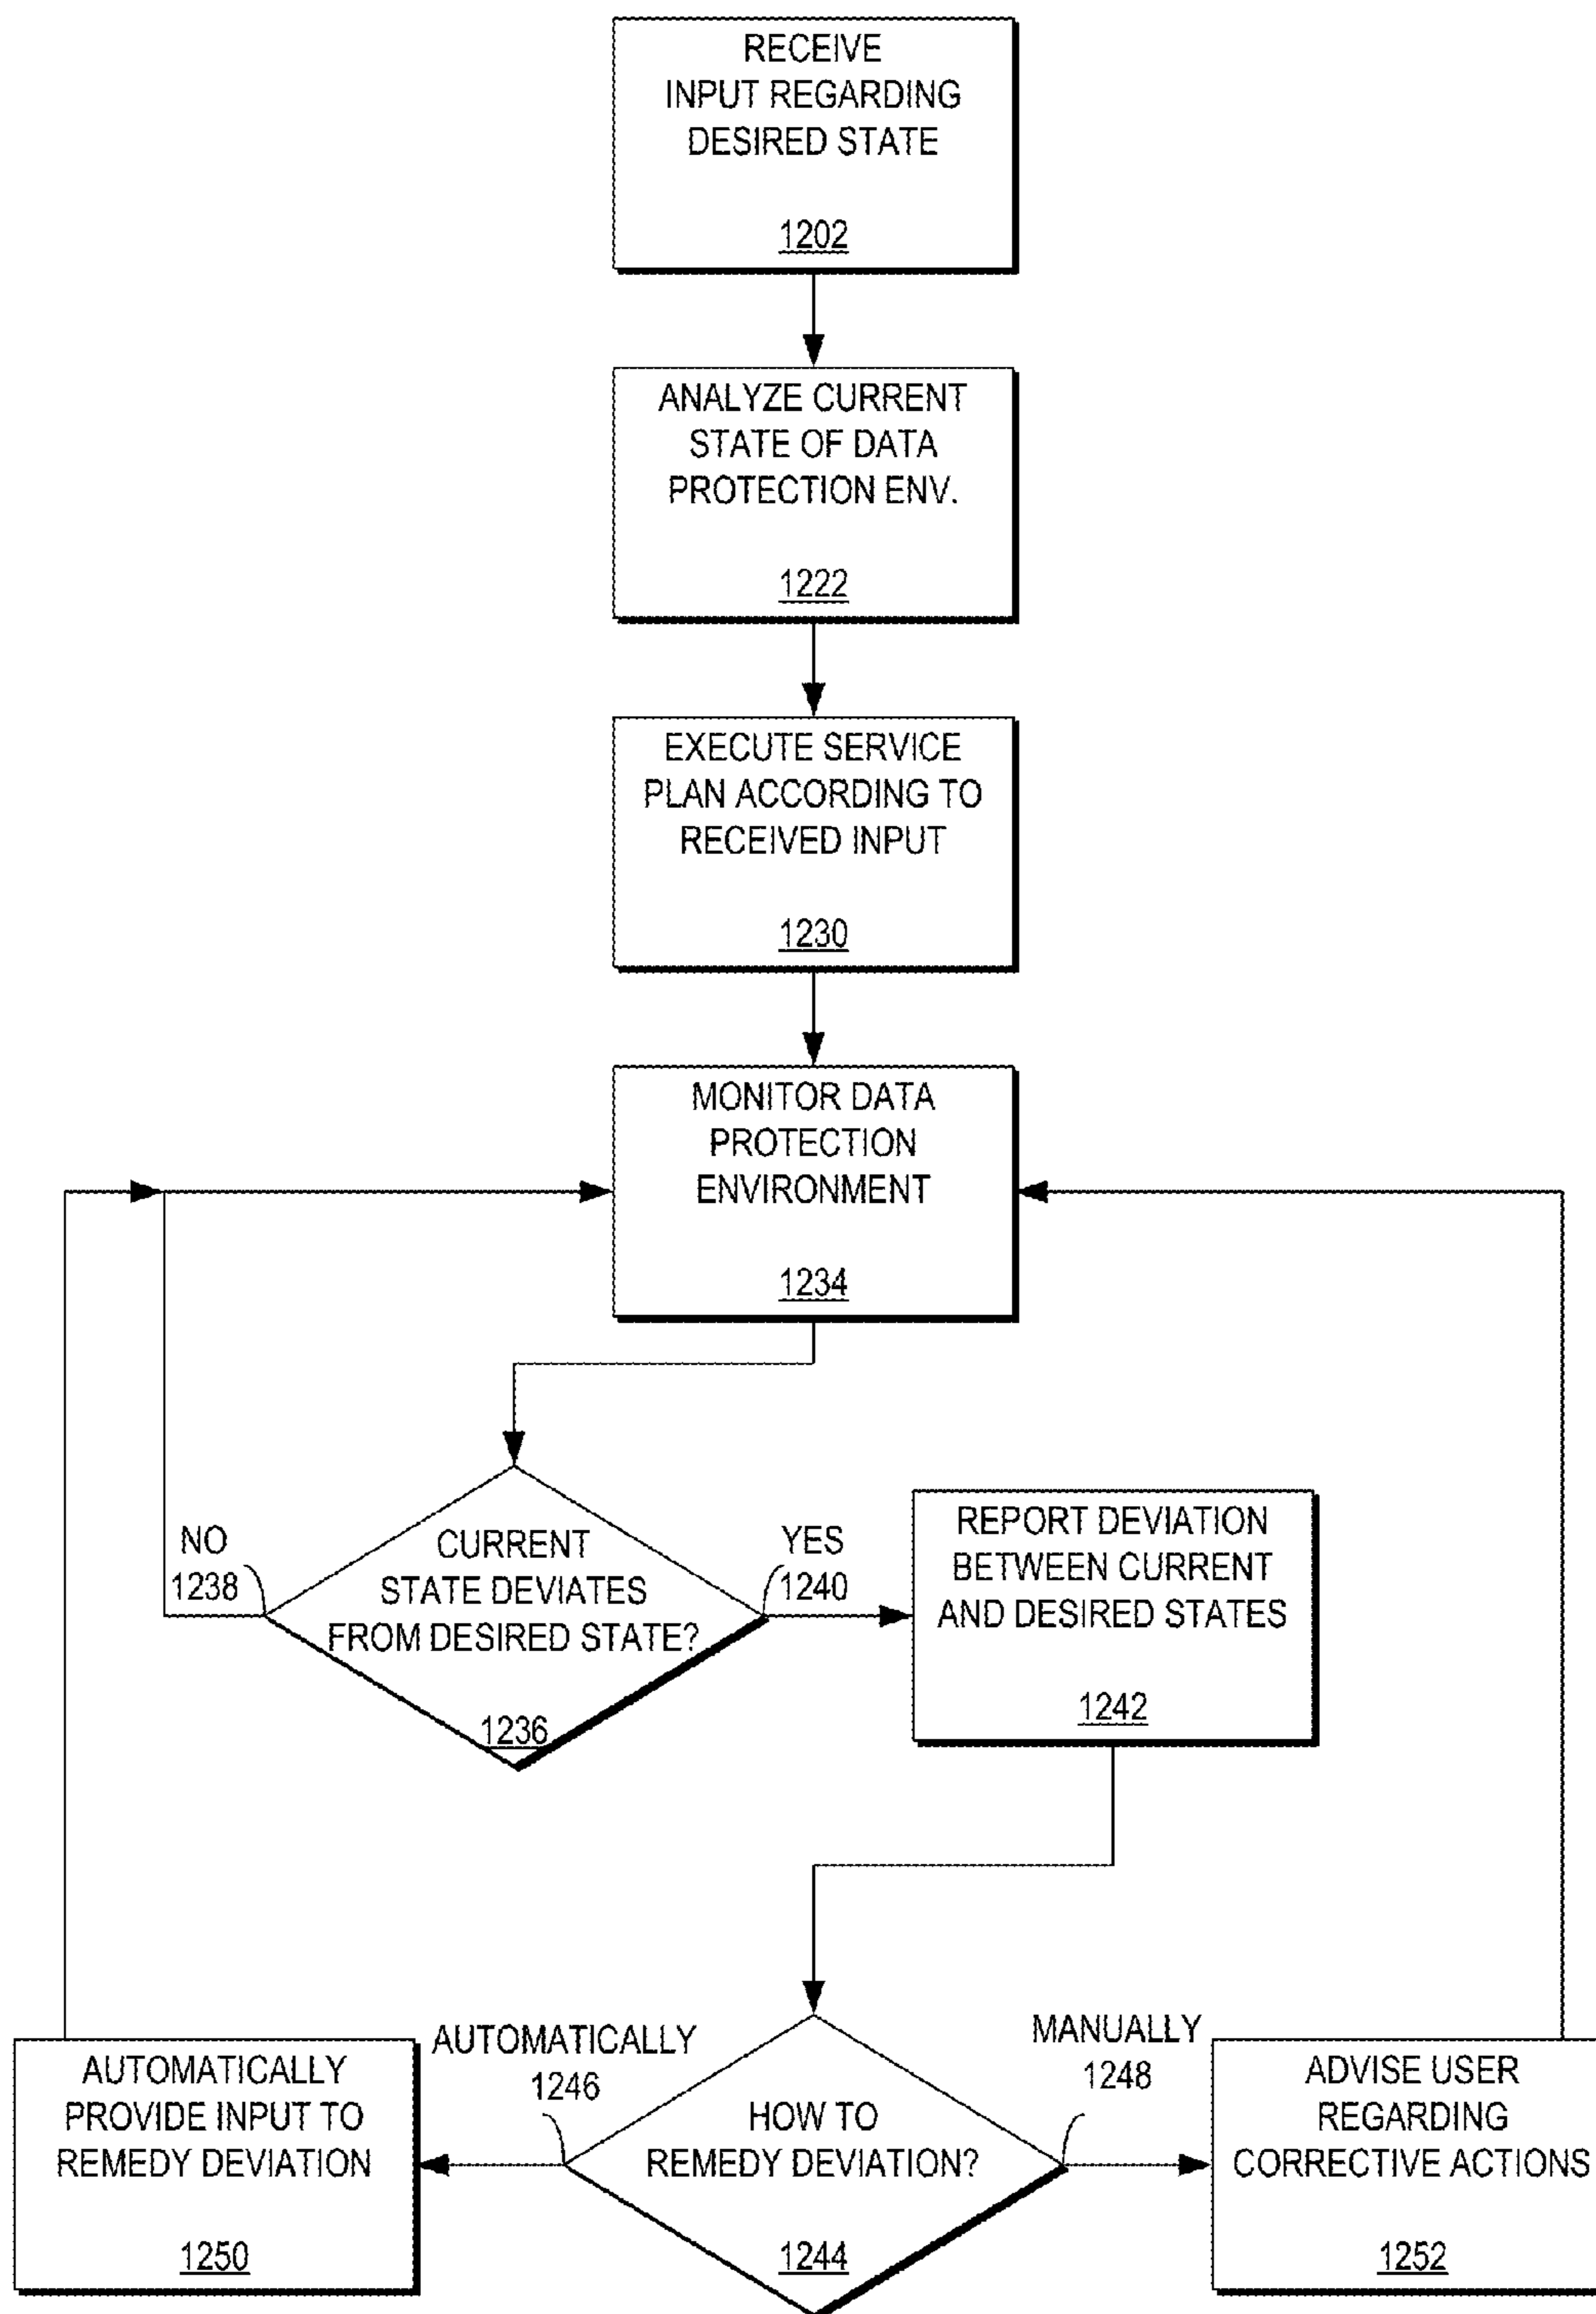 RECEIVE
INPUT REGARDING
DESIRED STATE
1202
ANALYZE CURRENT
STATE OF DATA
PROTECTION ENV.
1222
EXECUTE SERVICE
PLAN ACCORDING TO
RECEIVED INPUT
1230
MONITOR DATA
PROTECTION
ENVIRONMENT
1234
NO
1238
CURRENT
STATE DEVIATES
FROM DESIRED STATE?
1236
YES
1240
REPORT DEVIATION
BETWEEN CURRENT
AND DESIRED STATES
1242
AUTOMATICALLY
PROVIDE INPUT TO
REMEDY DEVIATION
1250
AUTOMATICALLY
1246
HOW TO
REMEDY DEVIATION?
1244
MANUALLY
1248
ADVISE USER
REGARDING
CORRECTIVE ACTIONS
1252